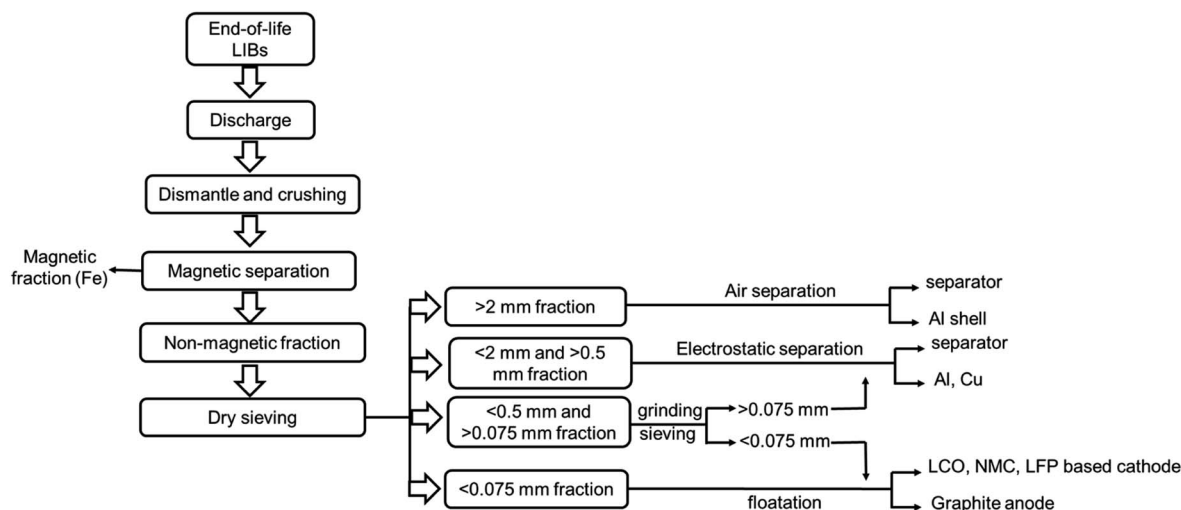 End-of-life
LIBs
Discharge
Dismantle and crushing
Magnetic
fraction (Fe)
Magnetic separation
Non-magnetic fraction
Dry sieving
>2 mm fraction
Air separation
separator
Al shell
<2 mm and >0.5
mm fraction
Electrostatic separation
separator
Al, Cu
<0.5 mm and
>0.075 mm fraction
grinding
sieving
>0.075 mm
<0.075 mm
<0.075 mm fraction
floatation
LCO, NMC, LFP based cathode
Graphite anode